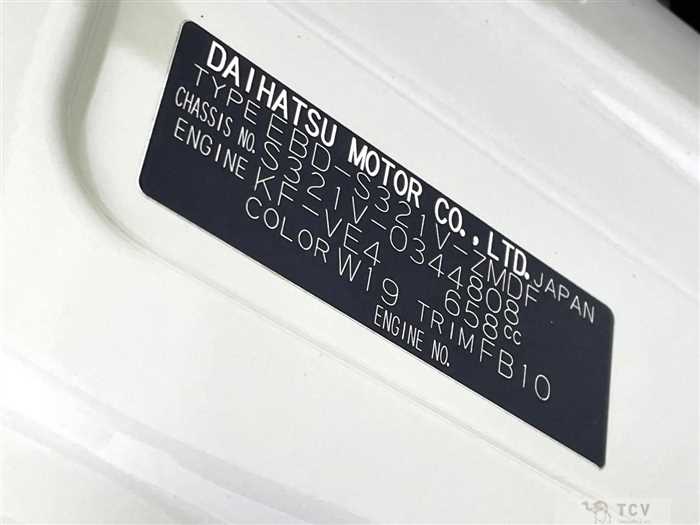 DAIHATSU MOTOR CO.,LTD. JAPAN
TYPE EBD-S321V-ZMDF
CHASSIS NO. S321V-0344808
ENGINE KF-VE4 658cc
COLOR W19 TRIM FB10
ENGINE NO.
TCV